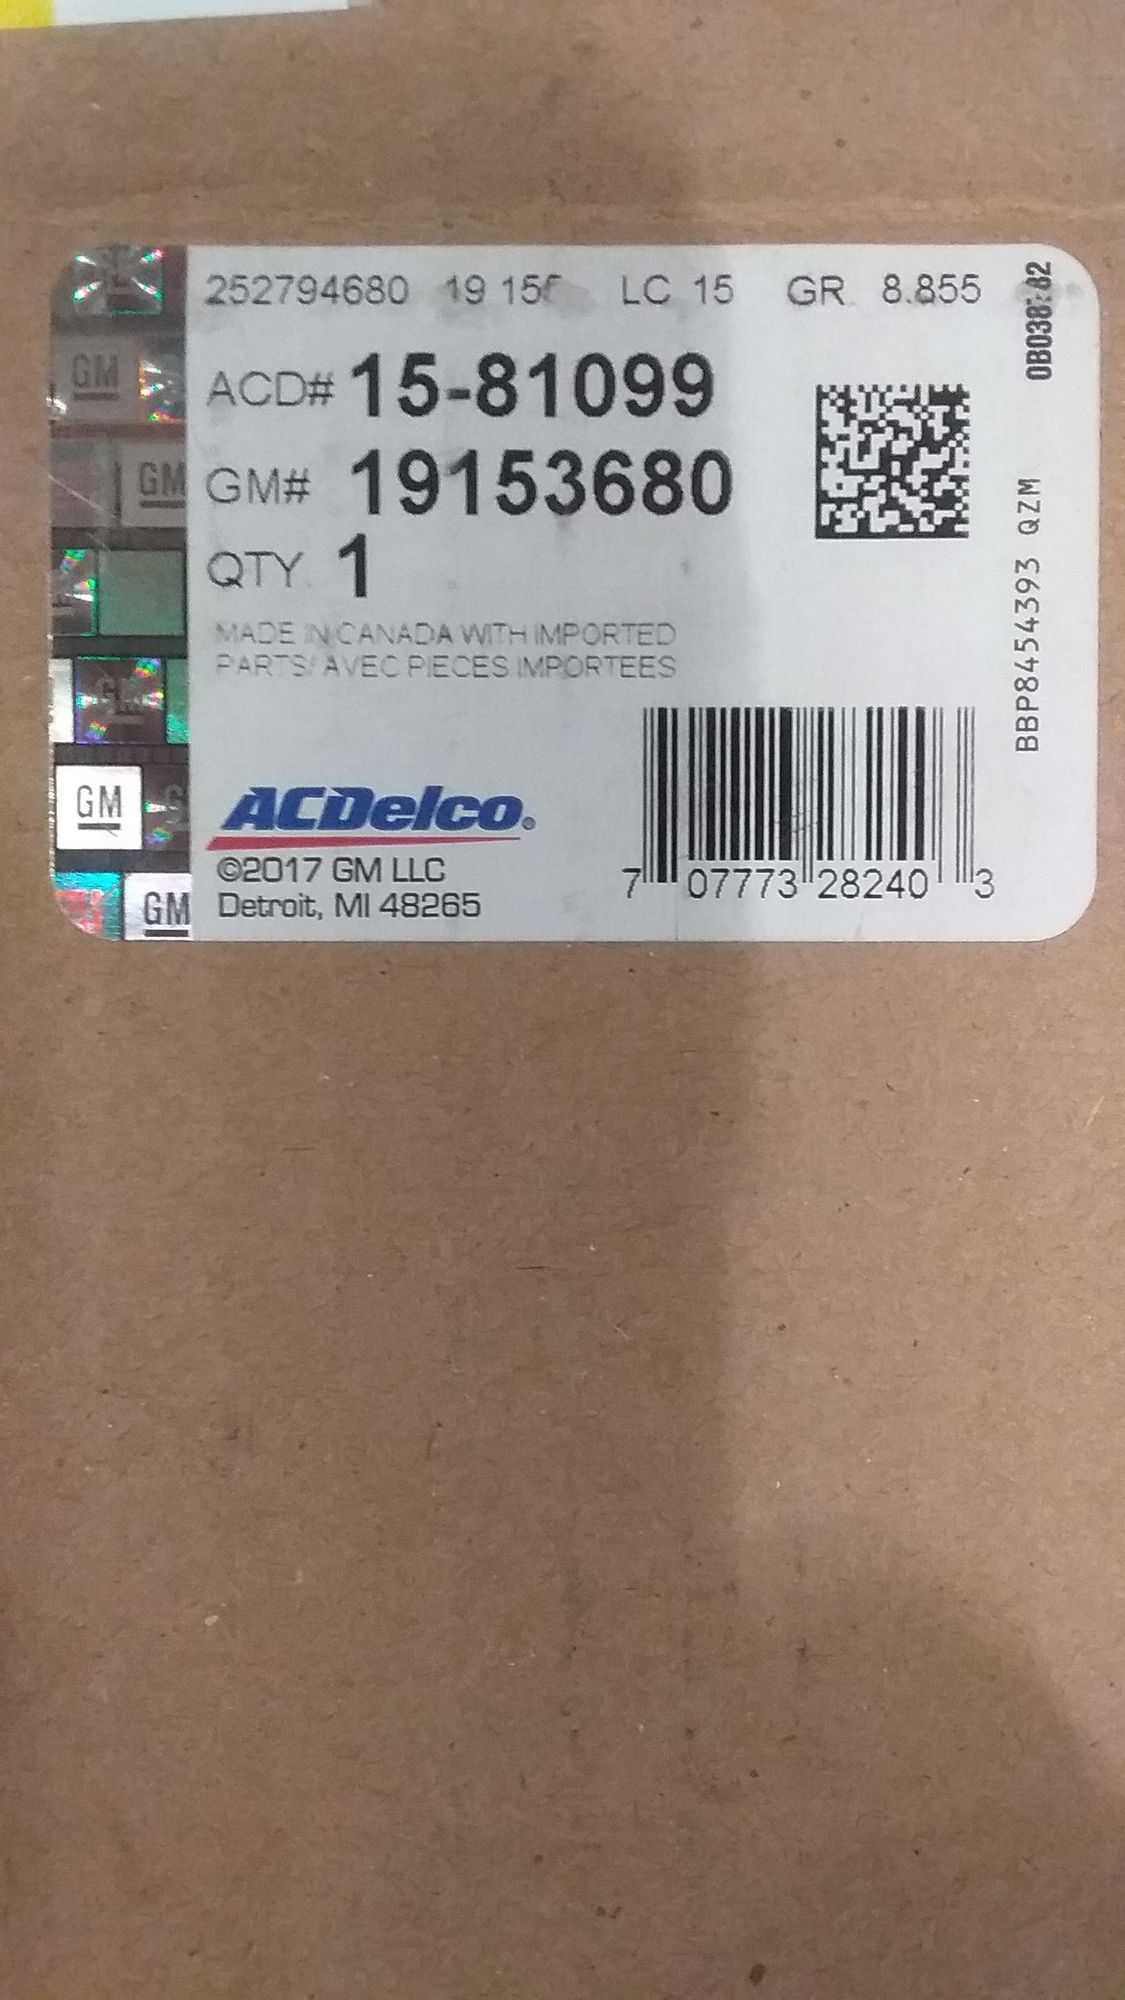 252794680 19 LC 15 GR 8.855
ACD# 15-81099
GM# 19153680
QTY. 1
MADE IN CANADA WITH IMPORTED
PARTS/ AVEC PIECES IMPORTEES
ACDelco®
©2017 GM LLC
Detroit, MI 48265
7 07773 28240 3
BBP8454393 QZM
GM
GM
GM
GM
GM